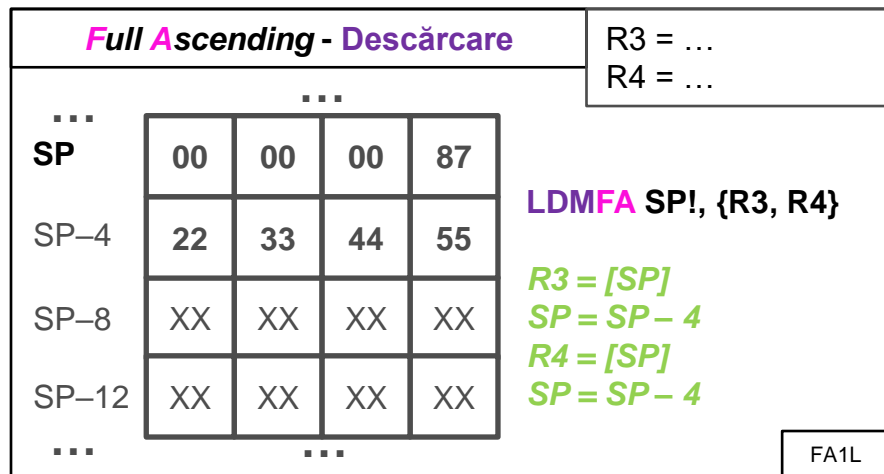 Full Ascending - Descărcare
R3 = …
R4 = …
…
…
SP 00 00 00 87
SP–4 22 33 44 55
SP–8 XX XX XX XX
SP–12 XX XX XX XX
…
…
LDMFA SP!, {R3, R4}
R3 = [SP]
SP = SP – 4
R4 = [SP]
SP = SP – 4
FA1L